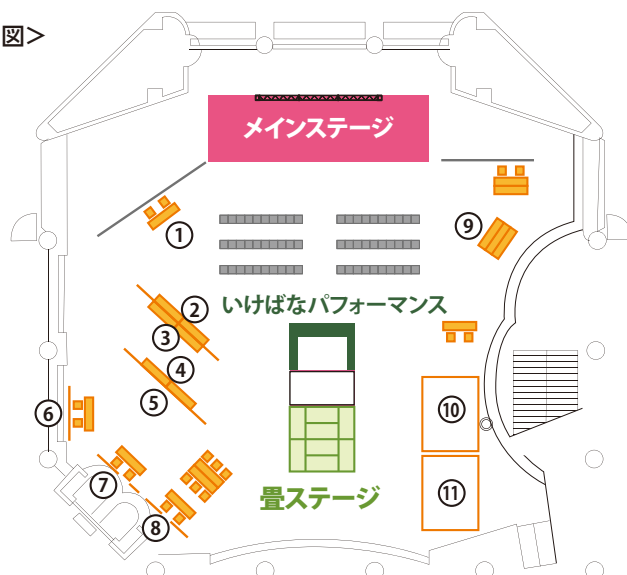 図>
メインステージ
①
⑨
いけばなパフォーマンス
②
③
④
⑤
⑥
⑩
⑦
⑪
畳ステージ
⑧